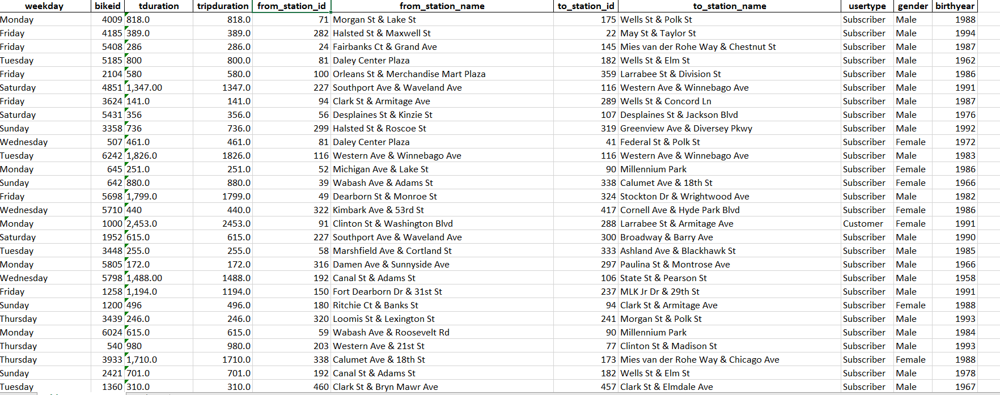 weekday bikeid tduration tripduration from_station_id from_station_name to_station_id to_station_name usertype gender birthyear
Monday 4009 818.0 818.0 71 Morgan St & Lake St 175 Wells St & Polk St Subscriber Male 1988
Friday 4185 389.0 389.0 282 Halsted St & Maxwell St 22 May St & Taylor St Subscriber Male 1994
Friday 5408 286 286.0 24 Fairbanks Ct & Grand Ave 145 Mies van der Rohe Way & Chestnut St Subscriber Male 1987
Tuesday 5185 800 800.0 81 Daley Center Plaza 182 Wells St & Elm St Subscriber Male 1962
Friday 2104 580 580.0 100 Orleans St & Merchandise Mart Plaza 359 Larrabee St & Division St Subscriber Male 1986
Saturday 4851 1,347.00 1347.0 227 Southport Ave & Waveland Ave 116 Western Ave & Winnebago Ave Subscriber Male 1991
Friday 3624 141.0 141.0 94 Clark St & Armitage Ave 289 Wells St & Concord Ln Subscriber Male 1987
Saturday 5431 356 356.0 56 Desplaines St & Kinzie St 107 Desplaines St & Jackson Blvd Subscriber Male 1976
Sunday 3358 736 736.0 299 Halsted St & Roscoe St 319 Greenview Ave & Diversey Pkwy Subscriber Male 1992
Wednesday 507 461.0 461.0 81 Daley Center Plaza 41 Federal St & Polk St Subscriber Female 1972
Tuesday 6242 1,826.0 1826.0 116 Western Ave & Winnebago Ave 116 Western Ave & Winnebago Ave Subscriber Male 1983
Monday 645 251.0 251.0 52 Michigan Ave & Lake St 90 Millennium Park Subscriber Female 1986
Sunday 642 880.0 880.0 39 Wabash Ave & Adams St 338 Calumet Ave & 18th St Subscriber Female 1966
Friday 5698 1,799.0 1799.0 49 Dearborn St & Monroe St 324 Stockton Dr & Wrightwood Ave Subscriber Male 1982
Wednesday 5710 440 440.0 322 Kimbark Ave & 53rd St 417 Cornell Ave & Hyde Park Blvd Subscriber Female 1986
Monday 1000 2,453.0 2453.0 91 Clinton St & Washington Blvd 288 Larrabee St & Armitage Ave Customer Female 1991
Saturday 1952 615.0 615.0 227 Southport Ave & Waveland Ave 300 Broadway & Barry Ave Subscriber Male 1990
Tuesday 3448 255.0 255.0 58 Marshfield Ave & Cortland St 333 Ashland Ave & Blackhawk St Subscriber Male 1985
Monday 5805 172.0 172.0 316 Damen Ave & Sunnyside Ave 297 Paulina St & Montrose Ave Subscriber Male 1966
Wednesday 5798 1,488.00 1488.0 192 Canal St & Adams St 106 State St & Pearson St Subscriber Male 1958
Friday 1258 1,194.0 1194.0 150 Fort Dearborn Dr & 31st St 237 MLK Jr Dr & 29th St Subscriber Male 1991
Sunday 1200 496 496.0 180 Ritchie Ct & Banks St 94 Clark St & Armitage Ave Subscriber Female 1988
Thursday 3439 246.0 246.0 320 Loomis St & Lexington St 241 Morgan St & Polk St Subscriber Male 1993
Monday 6024 615.0 615.0 59 Wabash Ave & Roosevelt Rd 90 Millennium Park Subscriber Male 1984
Thursday 540 980 980.0 203 Western Ave & 21st St 77 Clinton St & Madison St Subscriber Male 1993
Thursday 3933 1,710.0 1710.0 338 Calumet Ave & 18th St 173 Mies van der Rohe Way & Chicago Ave Subscriber Female 1988
Sunday 2421 701.0 701.0 192 Canal St & Adams St 182 Wells St & Elm St Subscriber Male 1978
Tuesday 1360 310.0 310.0 460 Clark St & Bryn Mawr Ave 457 Clark St & Elmdale Ave Subscriber Male 1967